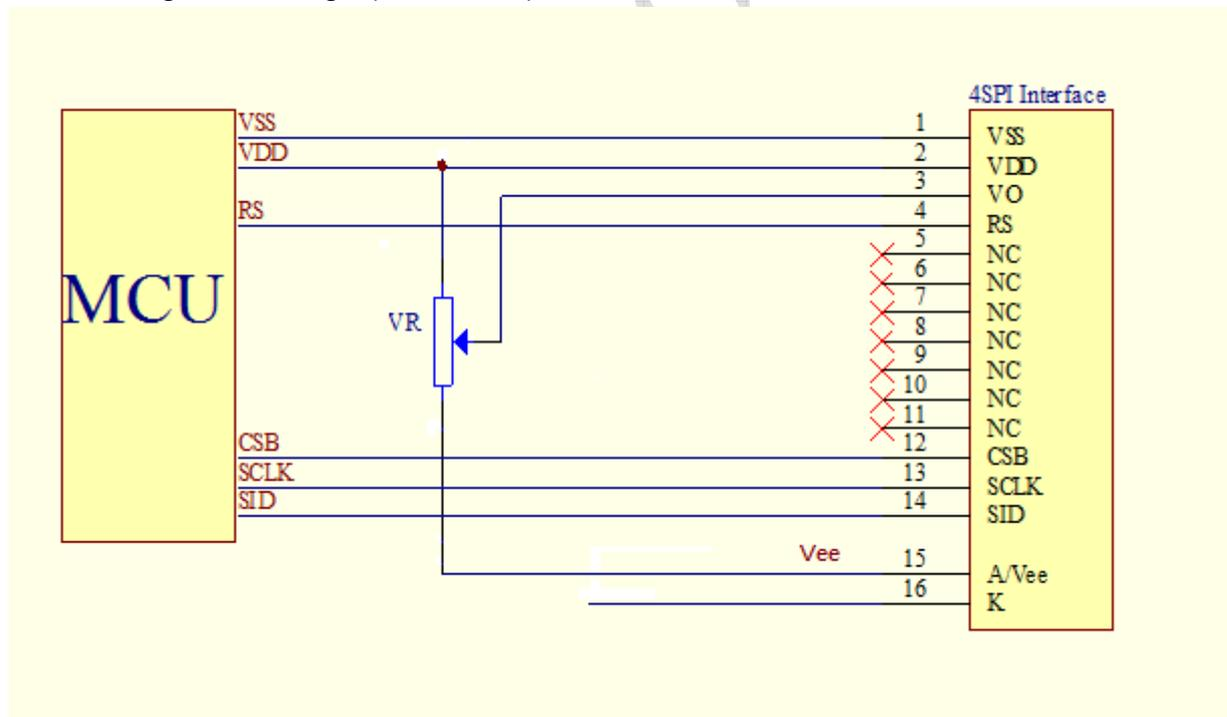 4SPI Interface
MCU
VSS
VDD
RS
VR
CSB
SCLK
SID
Vee
1 VSS
2 VDD
3 VO
4 RS
5 NC
6 NC
7 NC
8 NC
9 NC
10 NC
11 NC
12 CSB
13 SCLK
14 SID
15 A/Vee
16 K